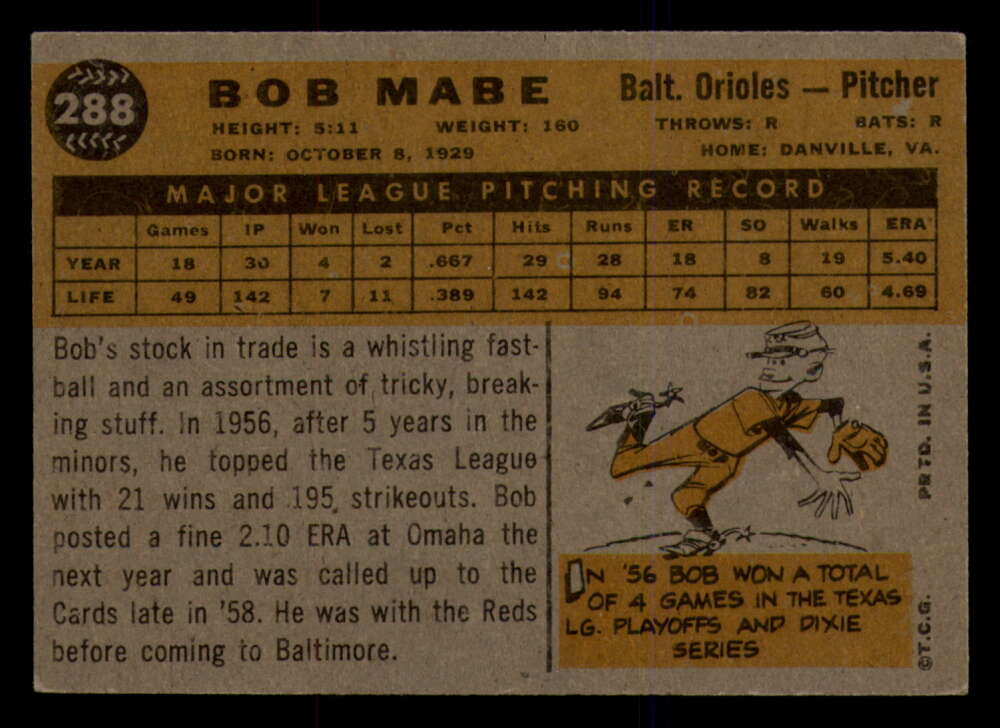 288
BOB MABE
Balt. Orioles — Pitcher
HEIGHT: 5:11 WEIGHT: 160 THROWS: R BATS: R
BORN: OCTOBER 8, 1929 HOME: DANVILLE, VA.
MAJOR LEAGUE PITCHING RECORD
Games IP Won Lost Pct Hits Runs ER SO Walks ERA
YEAR 18 30 4 2 .667 29 28 18 8 19 5.40
LIFE 49 142 7 11 .389 142 94 74 82 60 4.69
Bob's stock in trade is a whistling fast-
ball and an assortment of tricky, break-
ing stuff. In 1956, after 5 years in the
minors, he topped the Texas League
with 21 wins and 195 strikeouts. Bob
posted a fine 2.10 ERA at Omaha the
next year and was called up to the
Cards late in '58. He was with the Reds
before coming to Baltimore.
IN '56 BOB WON A TOTAL
OF 4 GAMES IN THE TEXAS
LG. PLAYOFFS AND DIXIE
SERIES
©T.C.G. PRTD. IN U.S.A.